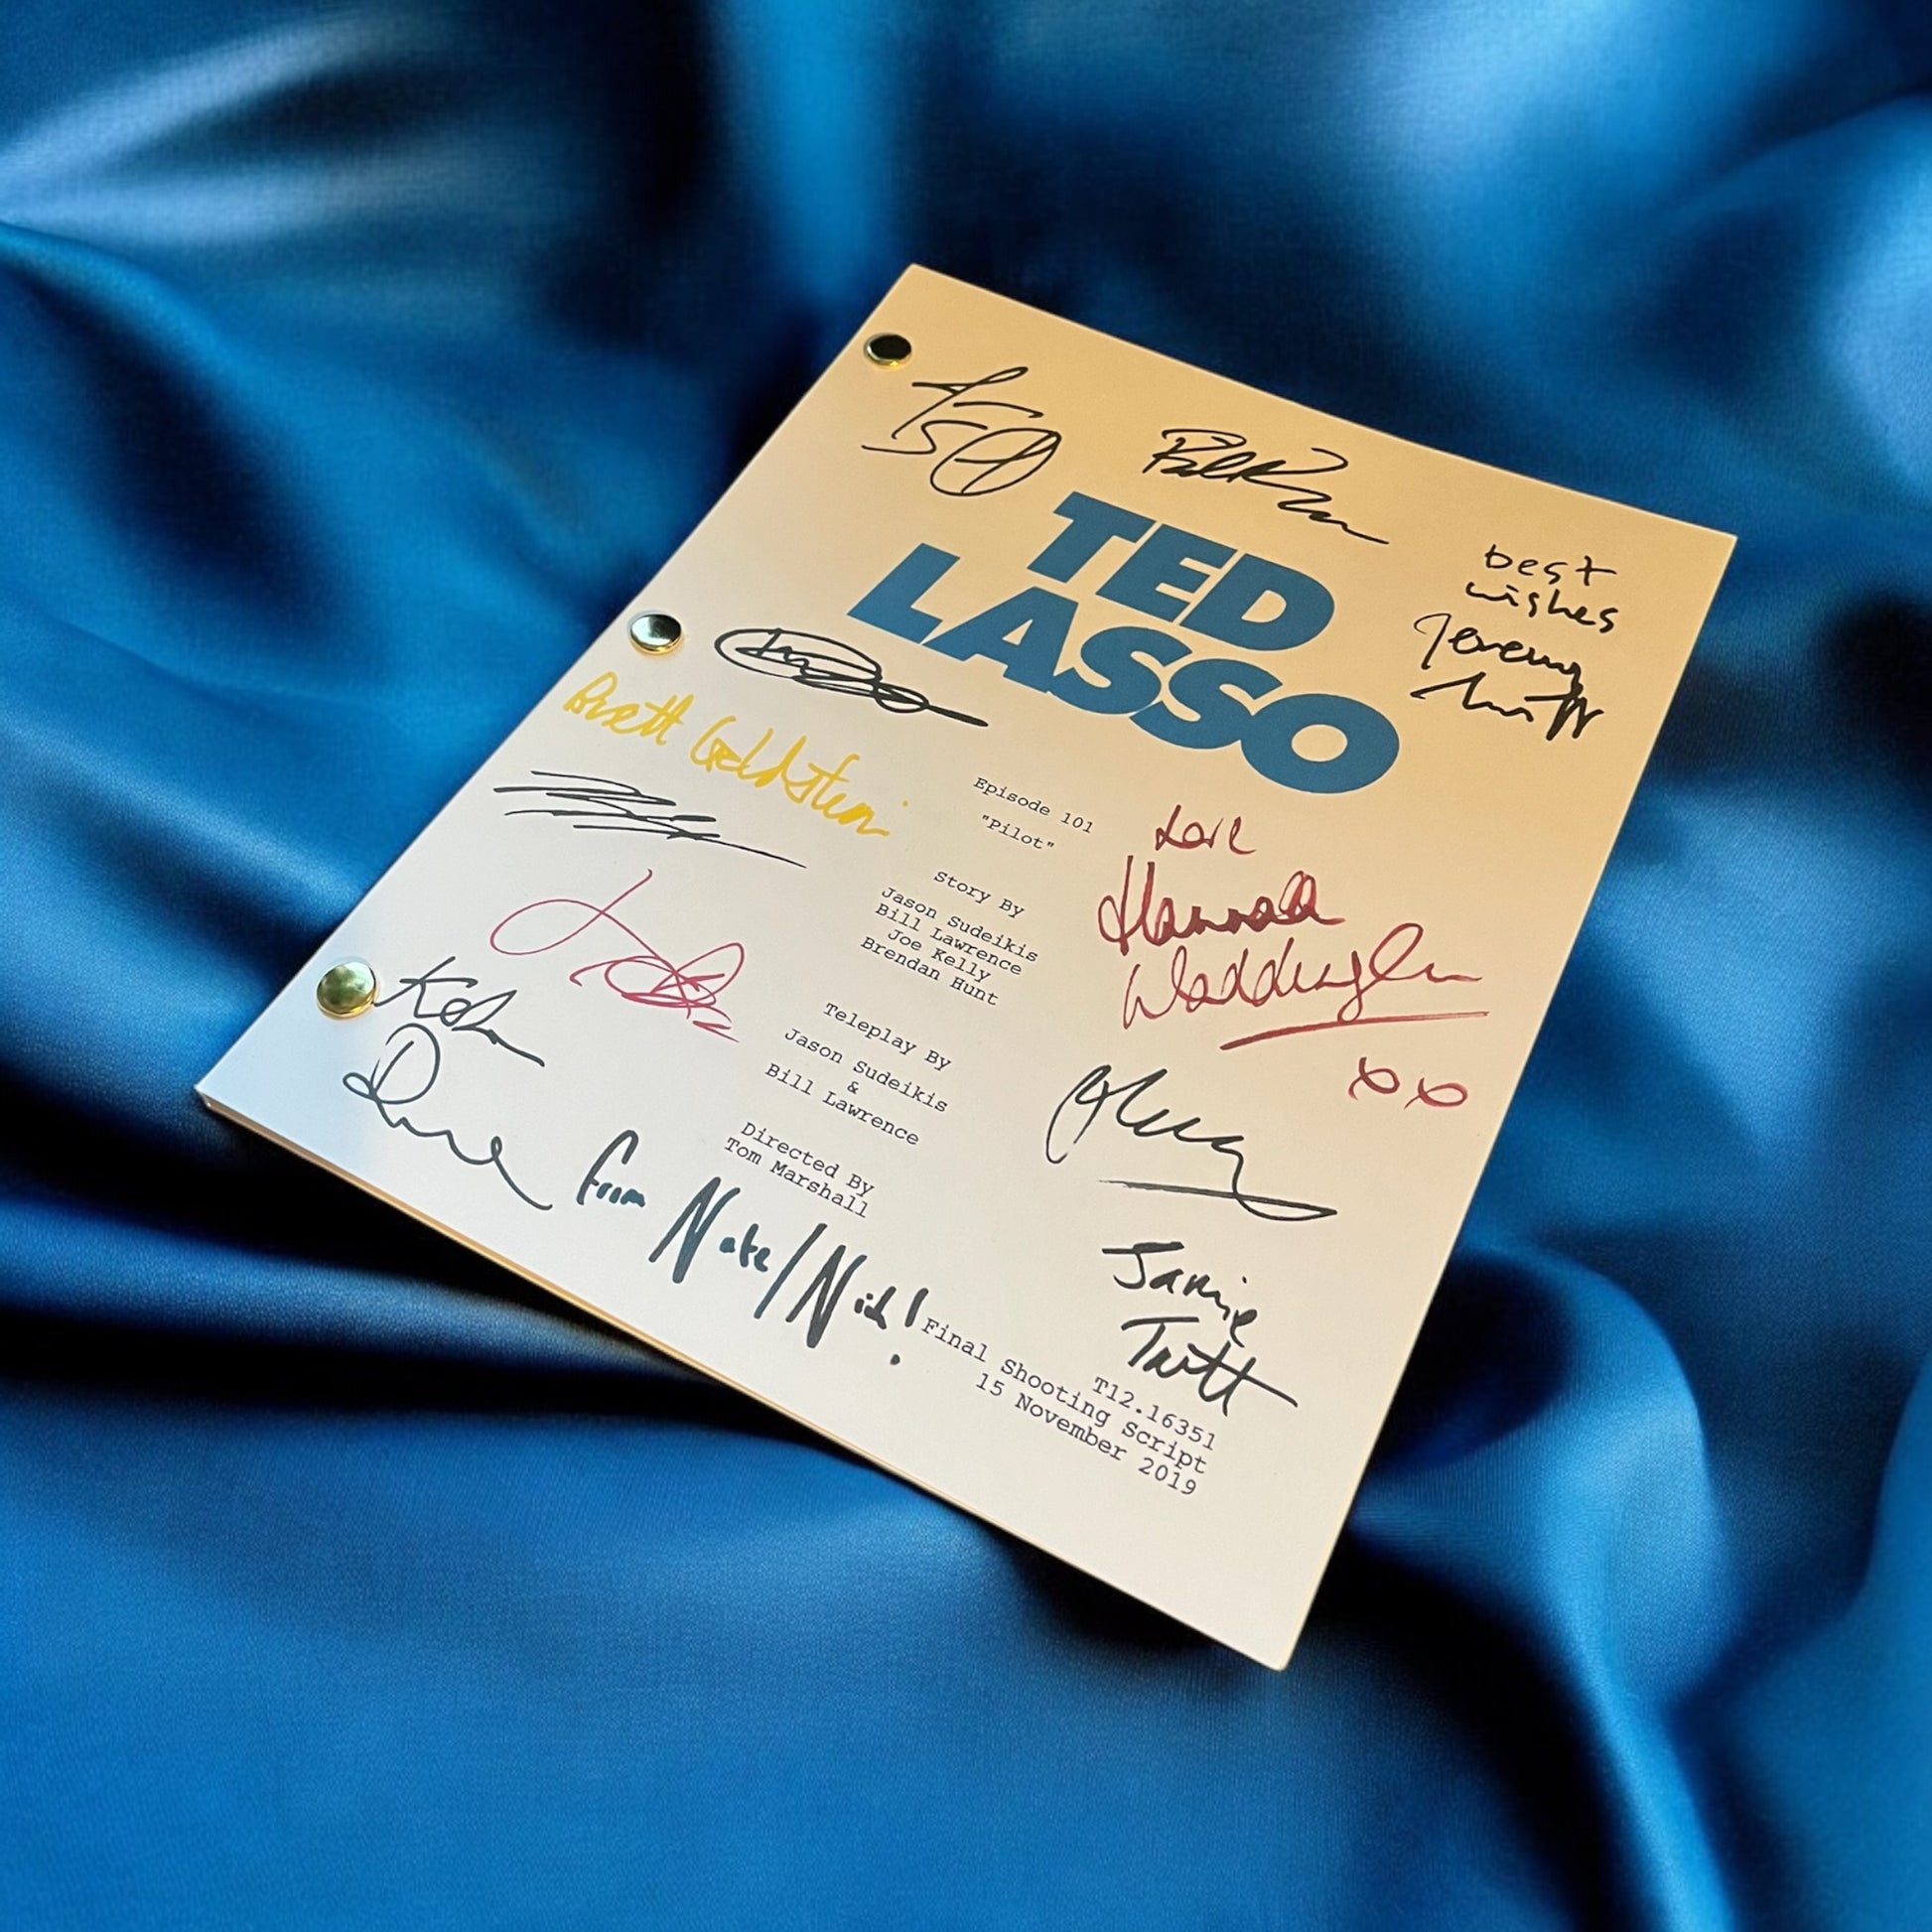 TED
LASSO
best
wishes
Jeremy
Swift
Brett Goldstein
Episode 101
"Pilot"
Love
Hannah
Waddingham
xx
Story By
Jason Sudeikis
Bill Lawrence
Joe Kelly
Brendan Hunt
Kola
Teleplay By
Jason Sudeikis
&
Bill Lawrence
Directed By
Tom Marshall
From Nate/Nick!
Jamie
Tartt
T12.16351
Final Shooting Script
15 November 2019